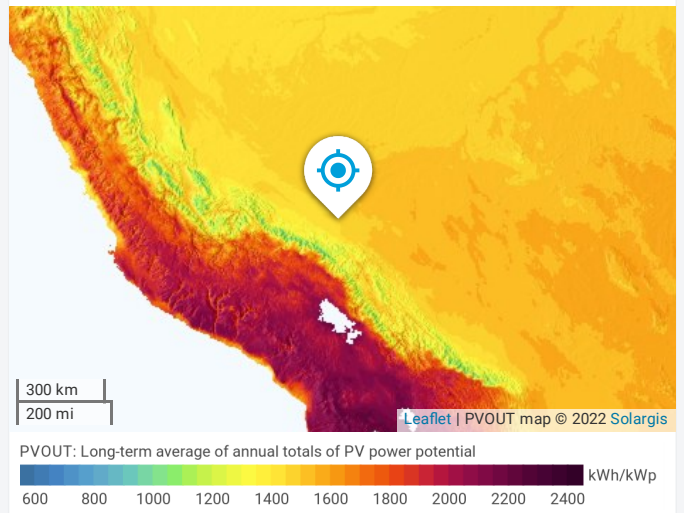 300 km
200 mi
Leaflet | PVOUT map © 2022 Solargis
PVOUT: Long-term average of annual totals of PV power potential
kWh/kWp
600 800 1000 1200 1400 1600 1800 2000 2200 2400